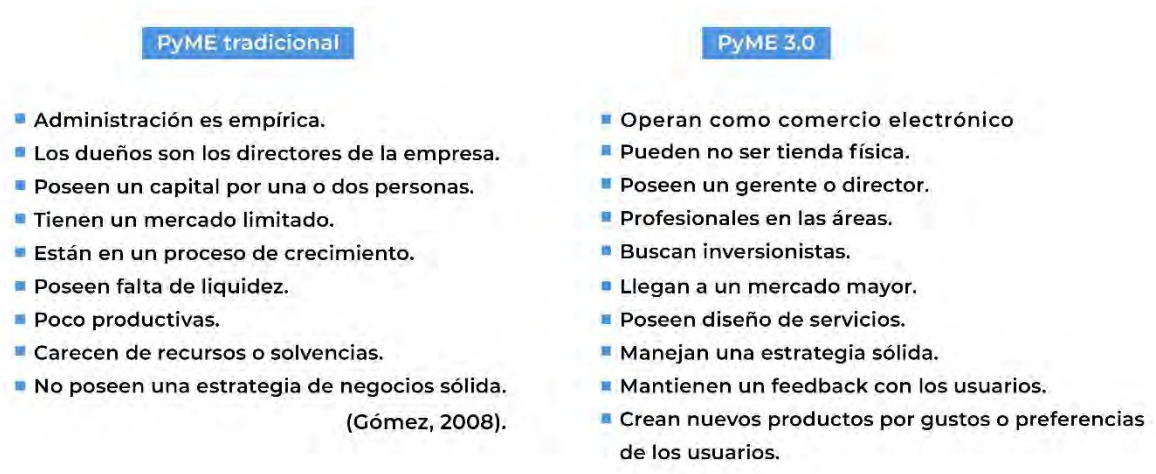 PyME tradicional
Administración es empírica.
Los dueños son los directores de la empresa.
Poseen un capital por una o dos personas.
Tienen un mercado limitado.
Están en un proceso de crecimiento.
Poseen falta de liquidez.
Poco productivas.
Carecen de recursos o solvencias.
No poseen una estrategia de negocios sólida.
(Gómez, 2008).
PyME 3.0
Operan como comercio electrónico
Pueden no ser tienda física.
Poseen un gerente o director.
Profesionales en las áreas.
Buscan inversionistas.
Llegan a un mercado mayor.
Poseen diseño de servicios.
Manejan una estrategia sólida.
Mantienen un feedback con los usuarios.
Crean nuevos productos por gustos o preferencias
de los usuarios.